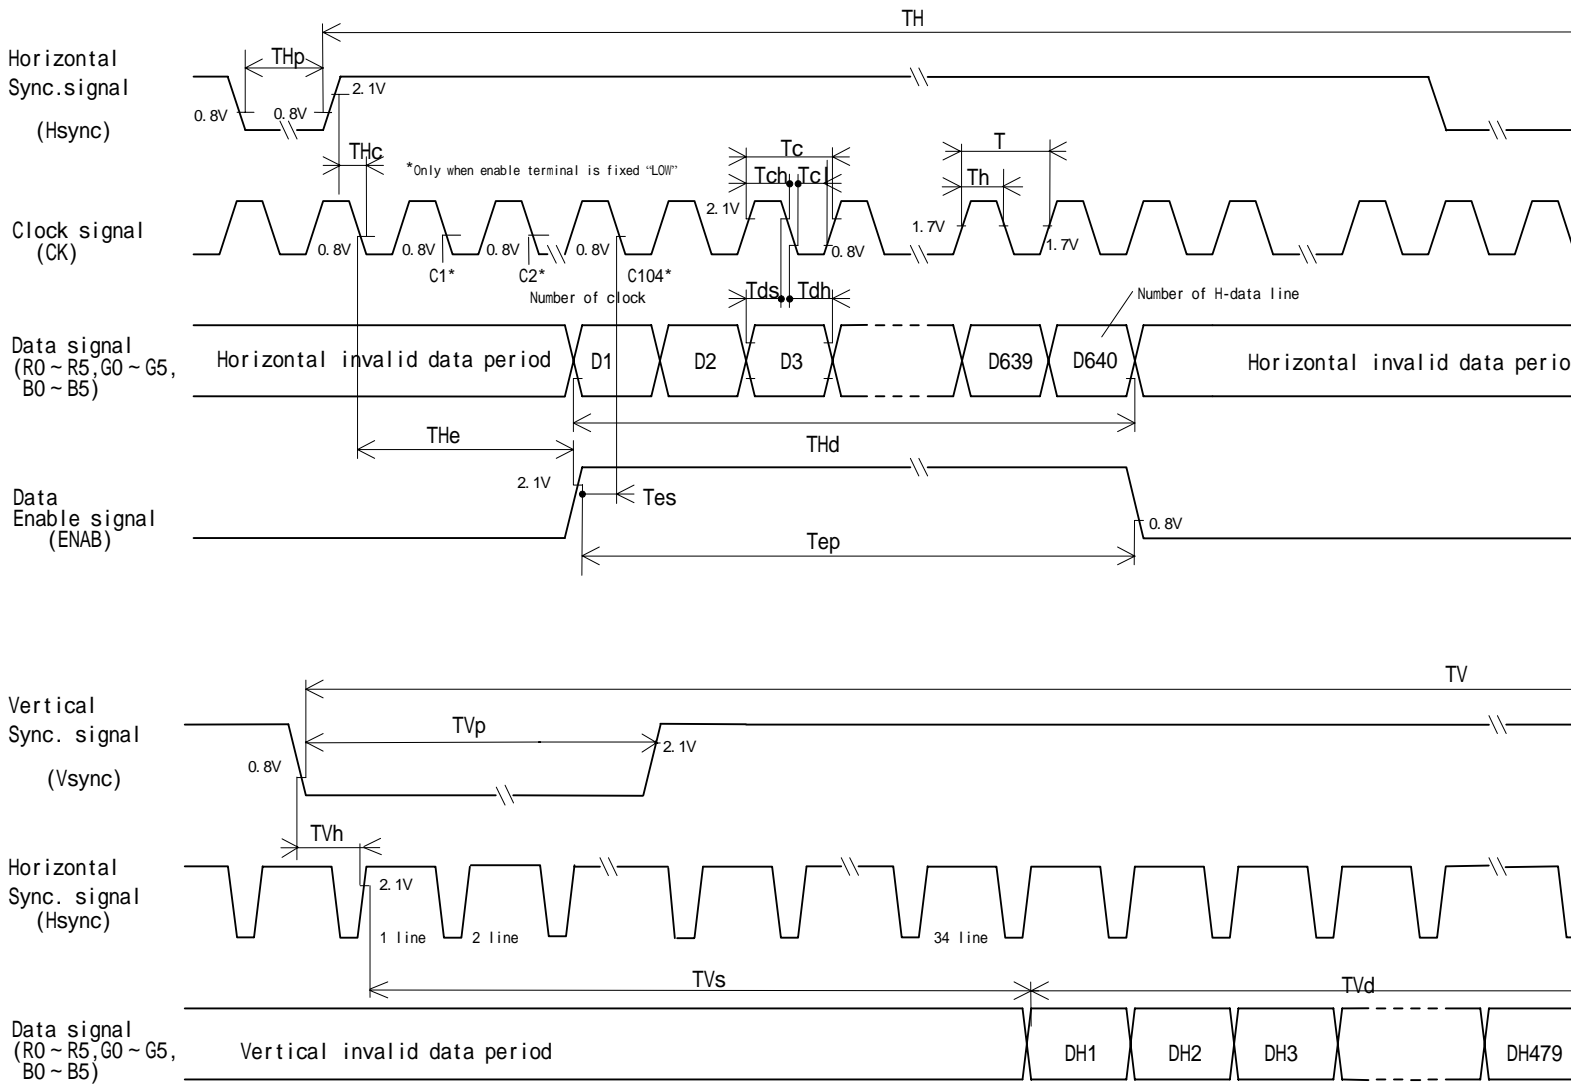 TH
Horizontal
Sync.signal
(Hsync)
THp
2.1V
0.8V
0.8V
THc
*Only when enable terminal is fixed “LOW”
Tc
Tch
Tcl
T
Th
Clock signal
(CK)
2.1V
1.7V
1.7V
0.8V
0.8V
0.8V
0.8V
0.8V
C1*
C2*
C104*
Number of clock
Tds
Tdh
Number of H-data line
Data signal
(R0~R5,G0~G5,
B0~B5)
Horizontal invalid data period
D1
D2
D3
D639
D640
Horizontal invalid data perio
THe
THd
2.1V
Tes
Data
Enable signal
(ENAB)
0.8V
Tep
TV
Vertical
Sync. signal
(Vsync)
TVp
2.1V
0.8V
TVh
Horizontal
Sync. signal
(Hsync)
2.1V
1 line
2 line
34 line
TVs
TVd
Data signal
(R0~R5,G0~G5,
B0~B5)
Vertical invalid data period
DH1
DH2
DH3
DH479